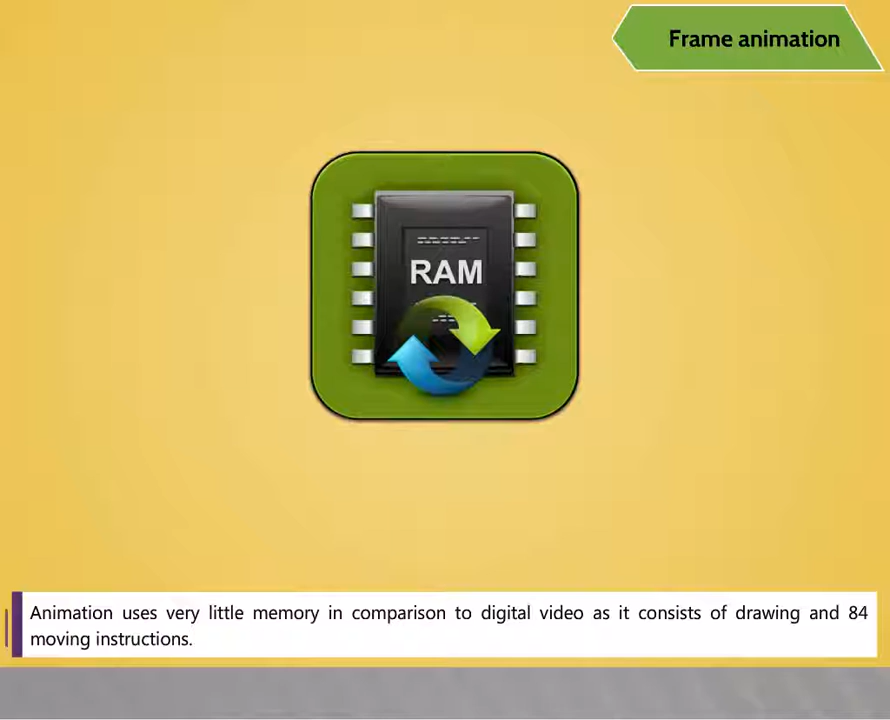 Frame animation
RAM
Animation uses very little memory in comparison to digital video as it consists of drawing and 84
moving instructions.